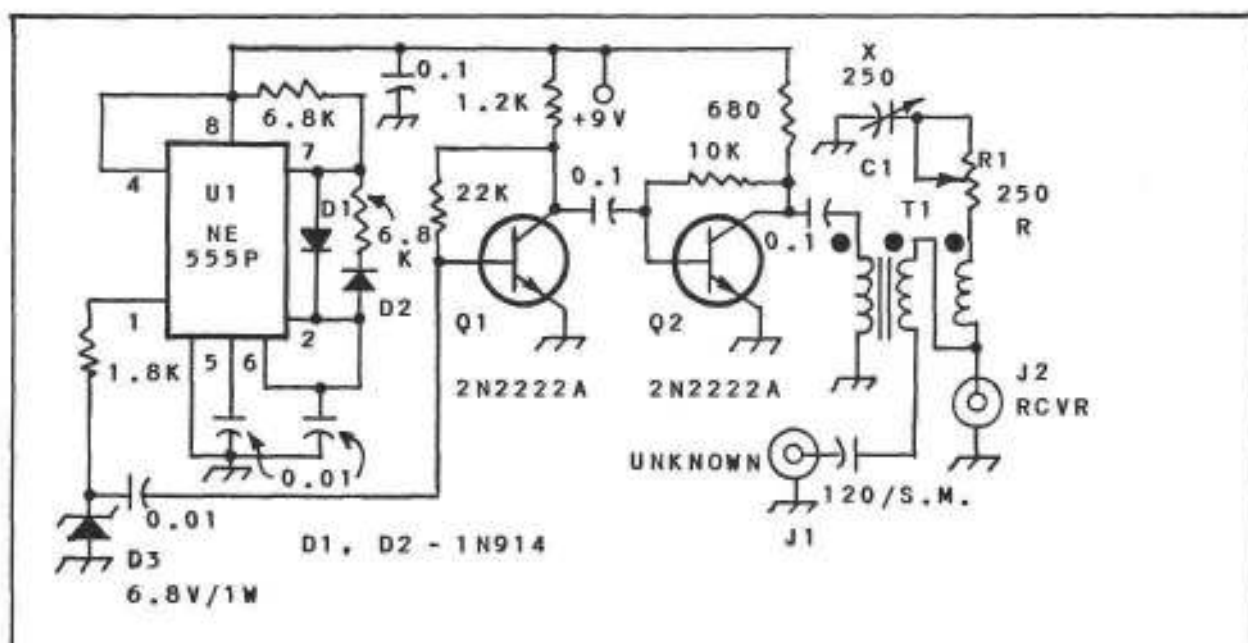 X
250
0.1
1.2K
+9V
680
6.8K
8
7
10K
4
U1
NE
555P
D1
6.8
K
22K
0.1
C1
R1
250
R
T1
0.1
D2
Q1
Q2
1
5
6
2
1.8K
2N2222A
2N2222A
J2
RCVR
UNKNOWN
0.01
120/S.M.
J1
0.01
D1, D2 - 1N914
D3
6.8V/1W